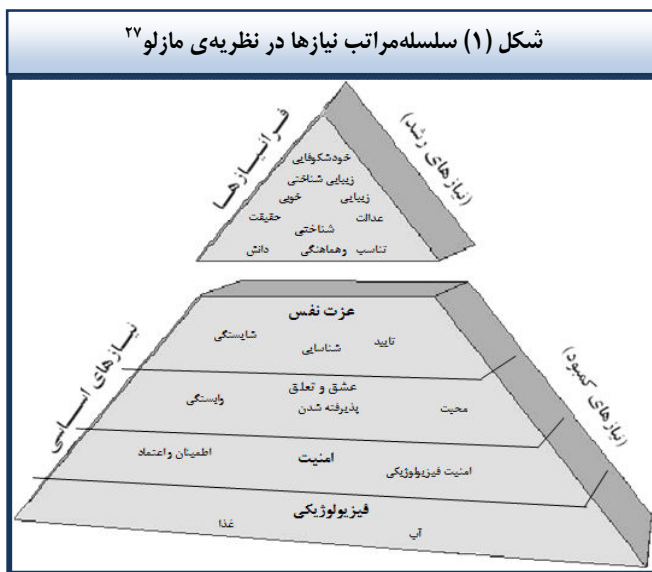 شکل (۱) سلسله‌مراتب نیازها در نظریه‌ی مازلو۲۷
فرانیازها
(نیازهای رشد)
خودشکوفایی
زیبایی شناختی
زیبایی خوبی
عدالت حقیقت
شناختی
تناسب وهماهنگی دانش
نیازهای اساسی
(نیازهای کمبود)
عزت نفس
تایید شناسایی شایستگی
عشق و تعلق
محبت پذیرفته شدن وابستگی
امنیت
امنیت فیزیولوژیکی اطمینان و اعتماد
فیزیولوژیکی
آب غذا